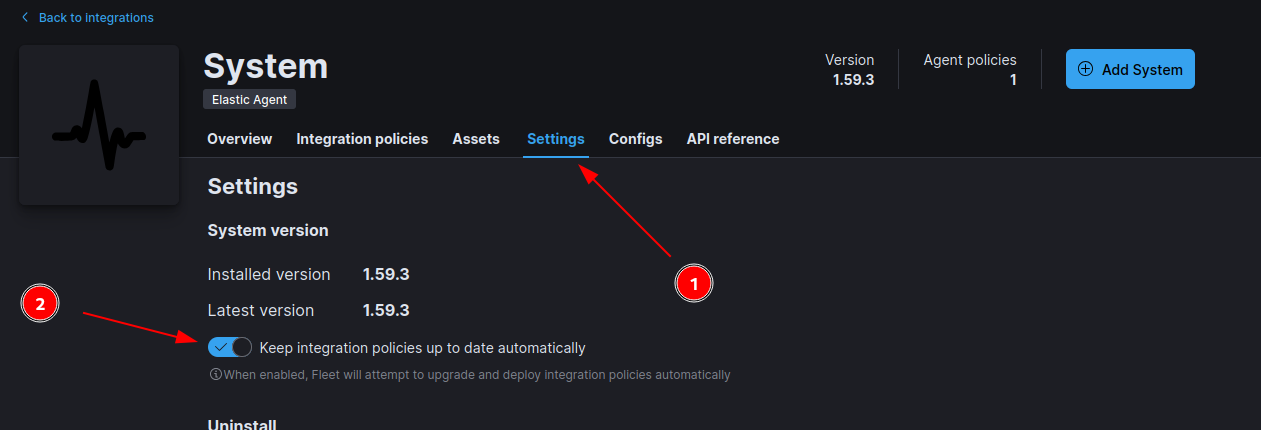 Back to integrations
System
Version
Agent policies
1.59.3
1
Add System
Elastic Agent
Overview Integration policies Assets Settings Configs API reference
Settings
System version
Installed version 1.59.3
1
2
Latest version 1.59.3
Keep integration policies up to date automatically
When enabled, Fleet will attempt to upgrade and deploy integration policies automatically
Uninstall